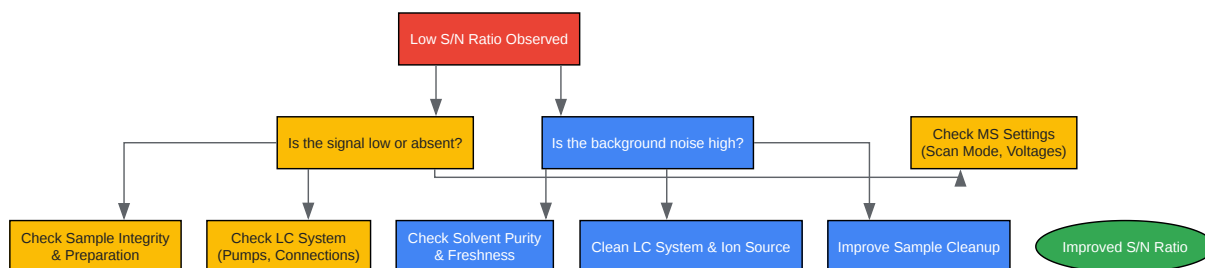 Low S/N Ratio Observed
Is the signal low or absent?
Is the background noise high?
Check MS Settings
(Scan Mode, Voltages)
Check Sample Integrity
& Preparation
Check LC System
(Pumps, Connections)
Check Solvent Purity
& Freshness
Clean LC System & Ion Source
Improve Sample Cleanup
Improved S/N Ratio